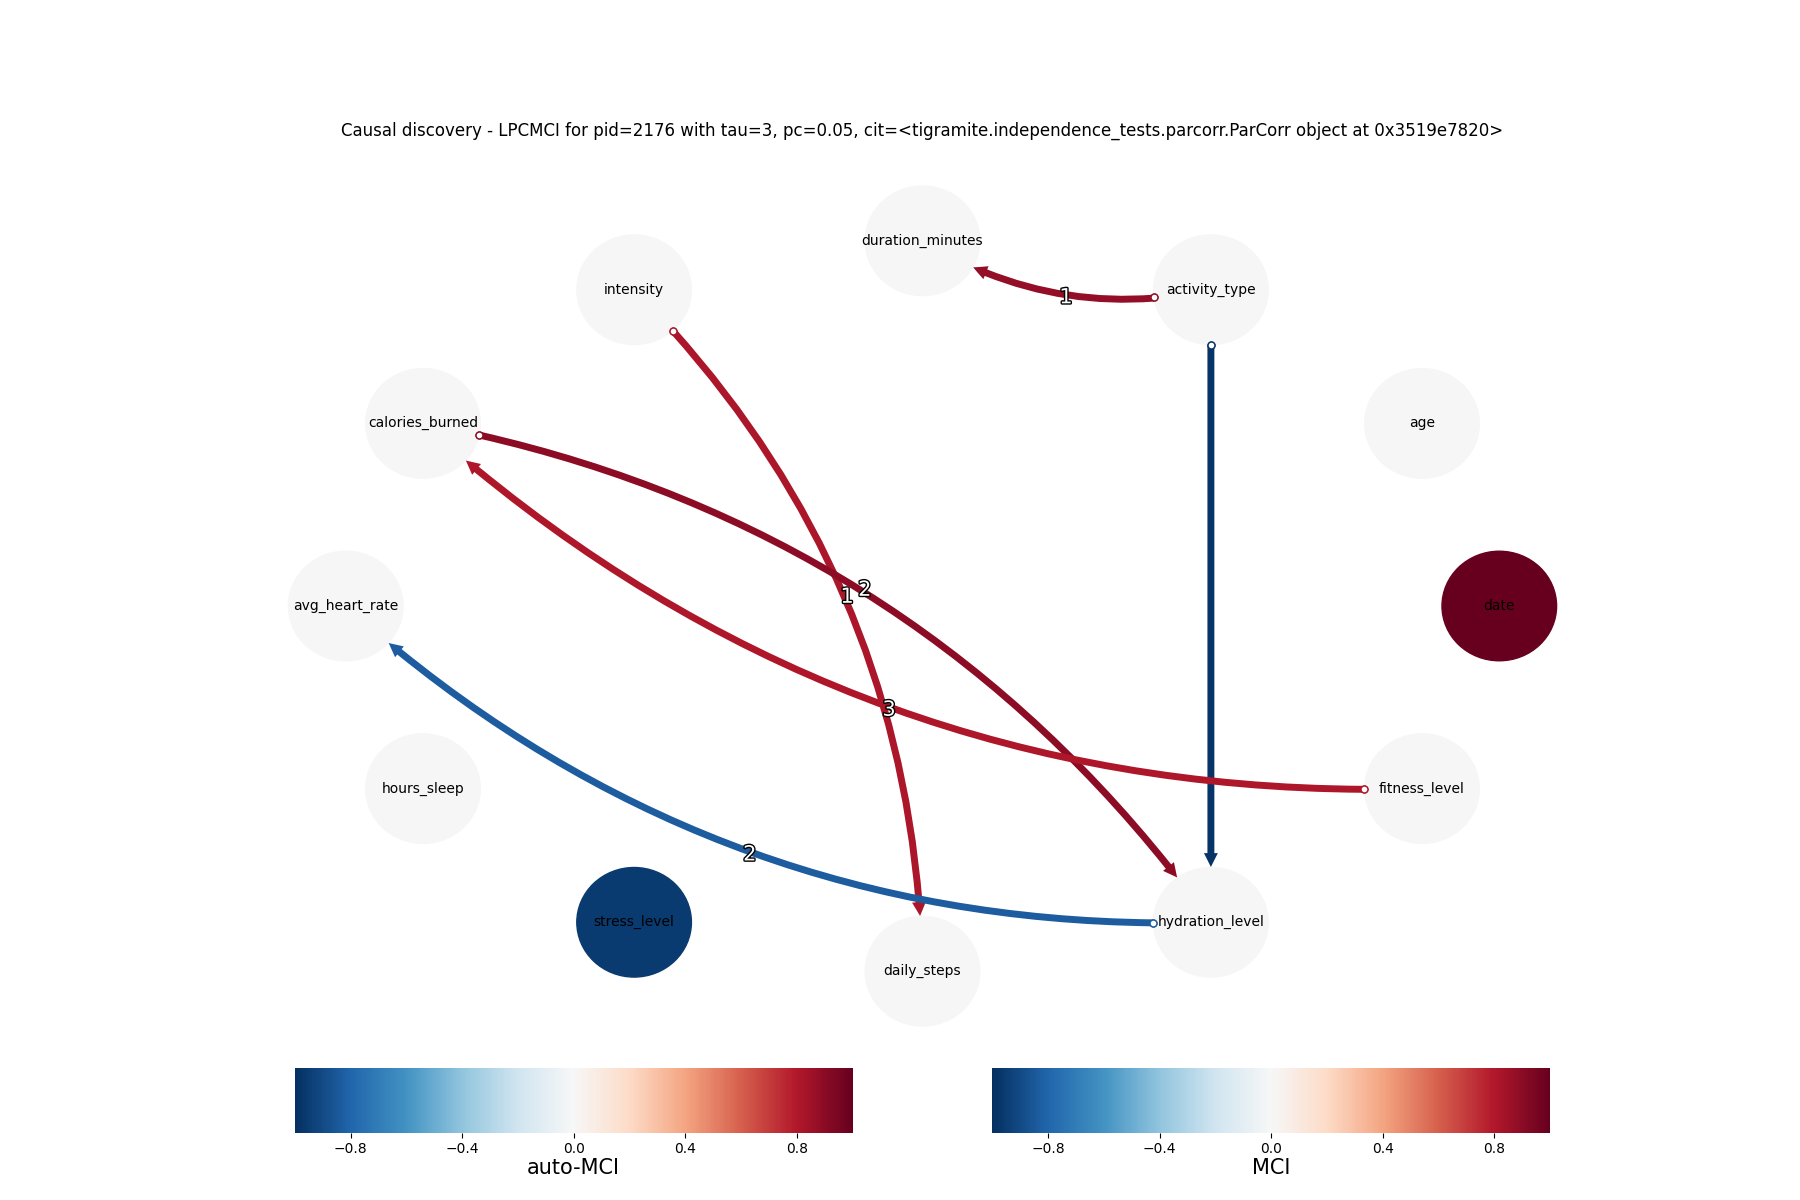 Causal discovery - LPCMCI for pid=2176 with tau=3, pc=0.05, cit=<tigramite.independence_tests.parcorr.ParCorr object at 0x3519e7820>
duration_minutes
intensity
activity_type
1
calories_burned
age
1
2
avg_heart_rate
date
3
hours_sleep
fitness_level
2
stress_level
hydration_level
daily_steps
−0.8 −0.4 0.0 0.4 0.8
auto-MCI
−0.8 −0.4 0.0 0.4 0.8
MCI